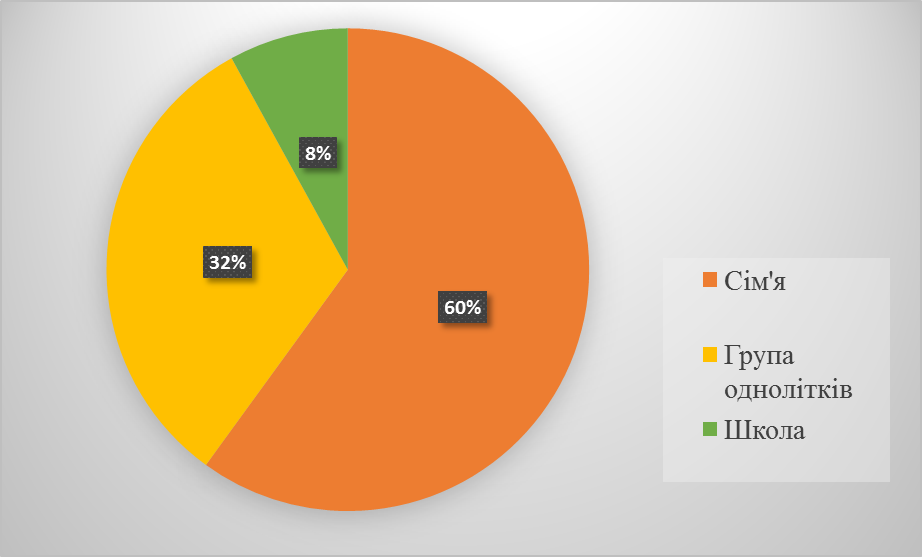 8%
32%
60%
Сім'я
Група
однолітків
Школа